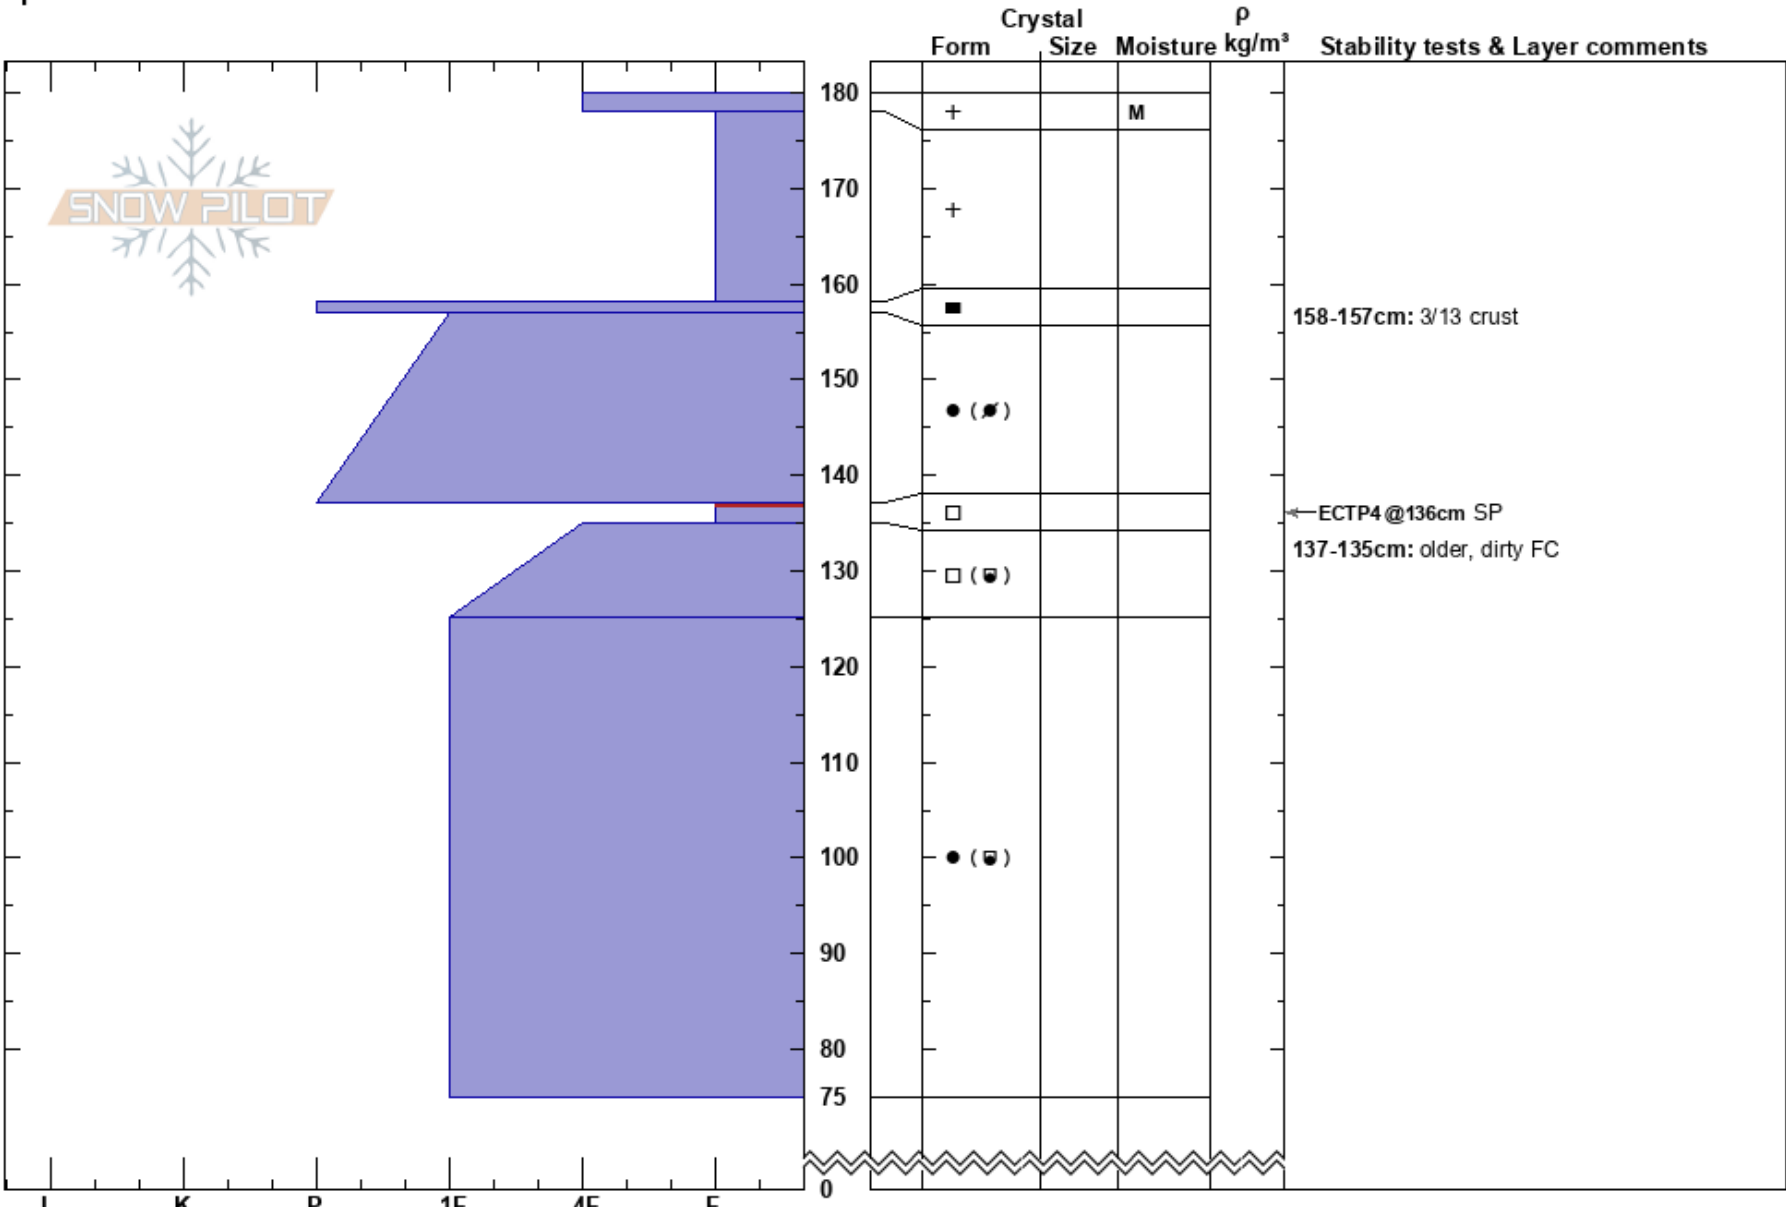 Crystal ρ
Form Size Moisture kg/m³ Stability tests & Layer comments
180
M
SNOW PILOT
170
160
158-157cm: 3/13 crust
150
140
ECTP4 @136cm SP
137-135cm: older, dirty FC
130
120
110
100
90
80
75
0
I K P 1F 4F F